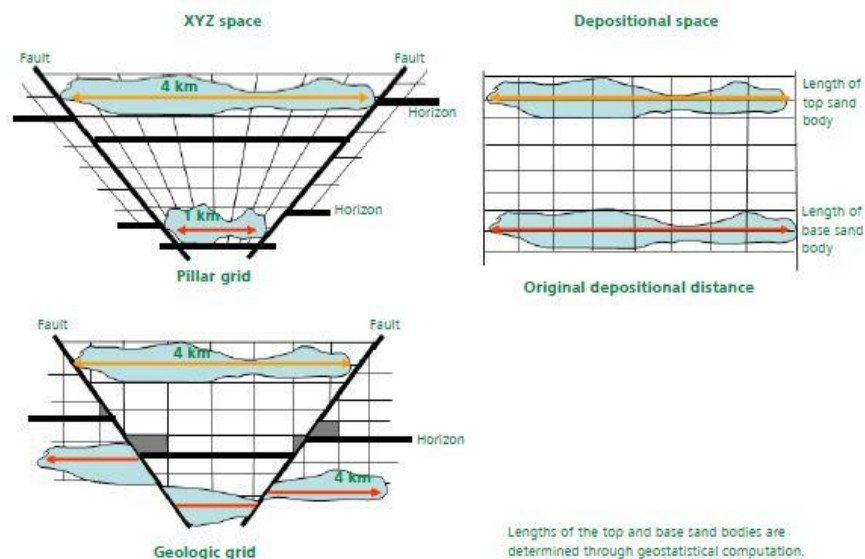 XYZ space
Depositional space
Fault
Fault
4 km
Horizon
Length of
top sand
body
1 km
Horizon
Length of
base sand
body
Pillar grid
Original depositional distance
Fault
Fault
4 km
Horizon
4 km
Geologic grid
Lengths of the top and base sand bodies are
determined through geostatistical computation.